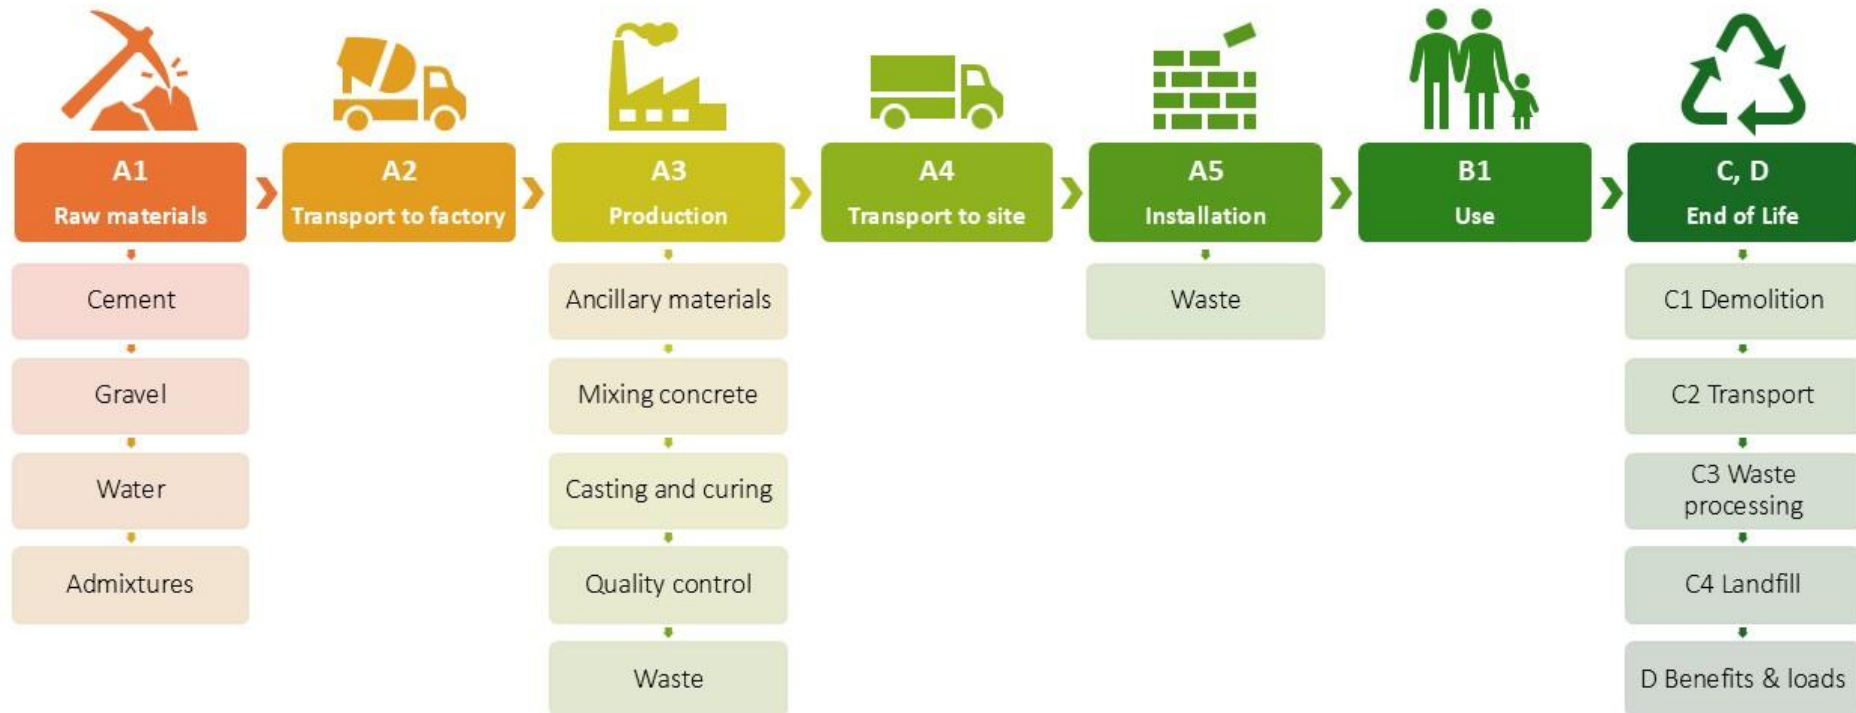 A1
Raw materials
A2
Transport to factory
A3
Production
A4
Transport to site
A5
Installation
B1
Use
C, D
End of Life
Cement
Gravel
Water
Admixtures
Ancillary materials
Mixing concrete
Casting and curing
Quality control
Waste
Waste
C1 Demolition
C2 Transport
C3 Waste
processing
C4 Landfill
D Benefits & loads